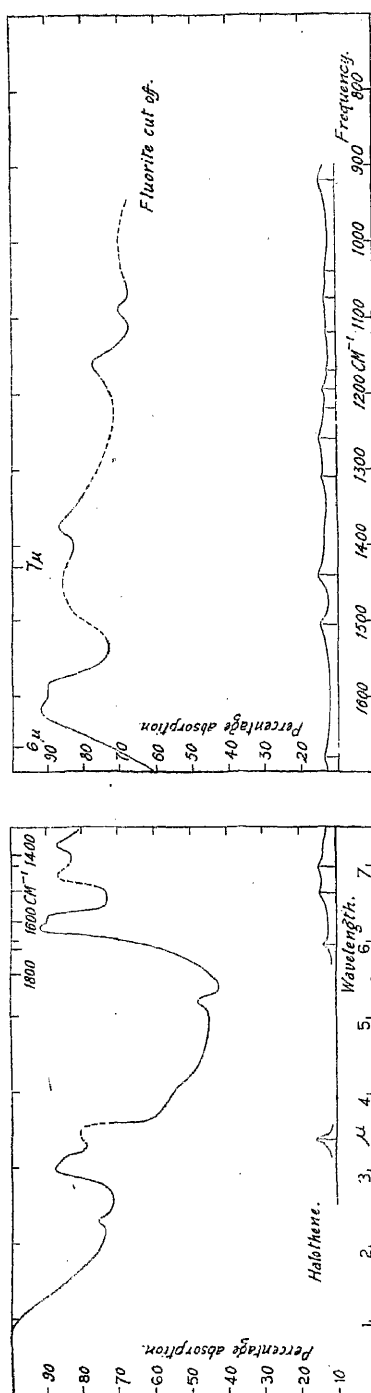 1800 1600 CM⁻¹ 1400
90
80
70
60
50
40
30
20
10
Percentage absorption.
Halothene.
Wavelength.
1 2 3 μ 4 5 6 7
6μ 7μ
90
80
70
60
50
40
30
20
10
Percentage absorption.
Fluorite cut off.
Frequency.
1600 1500 1400 1300 1200 CM⁻¹ 1100 1000 900 800